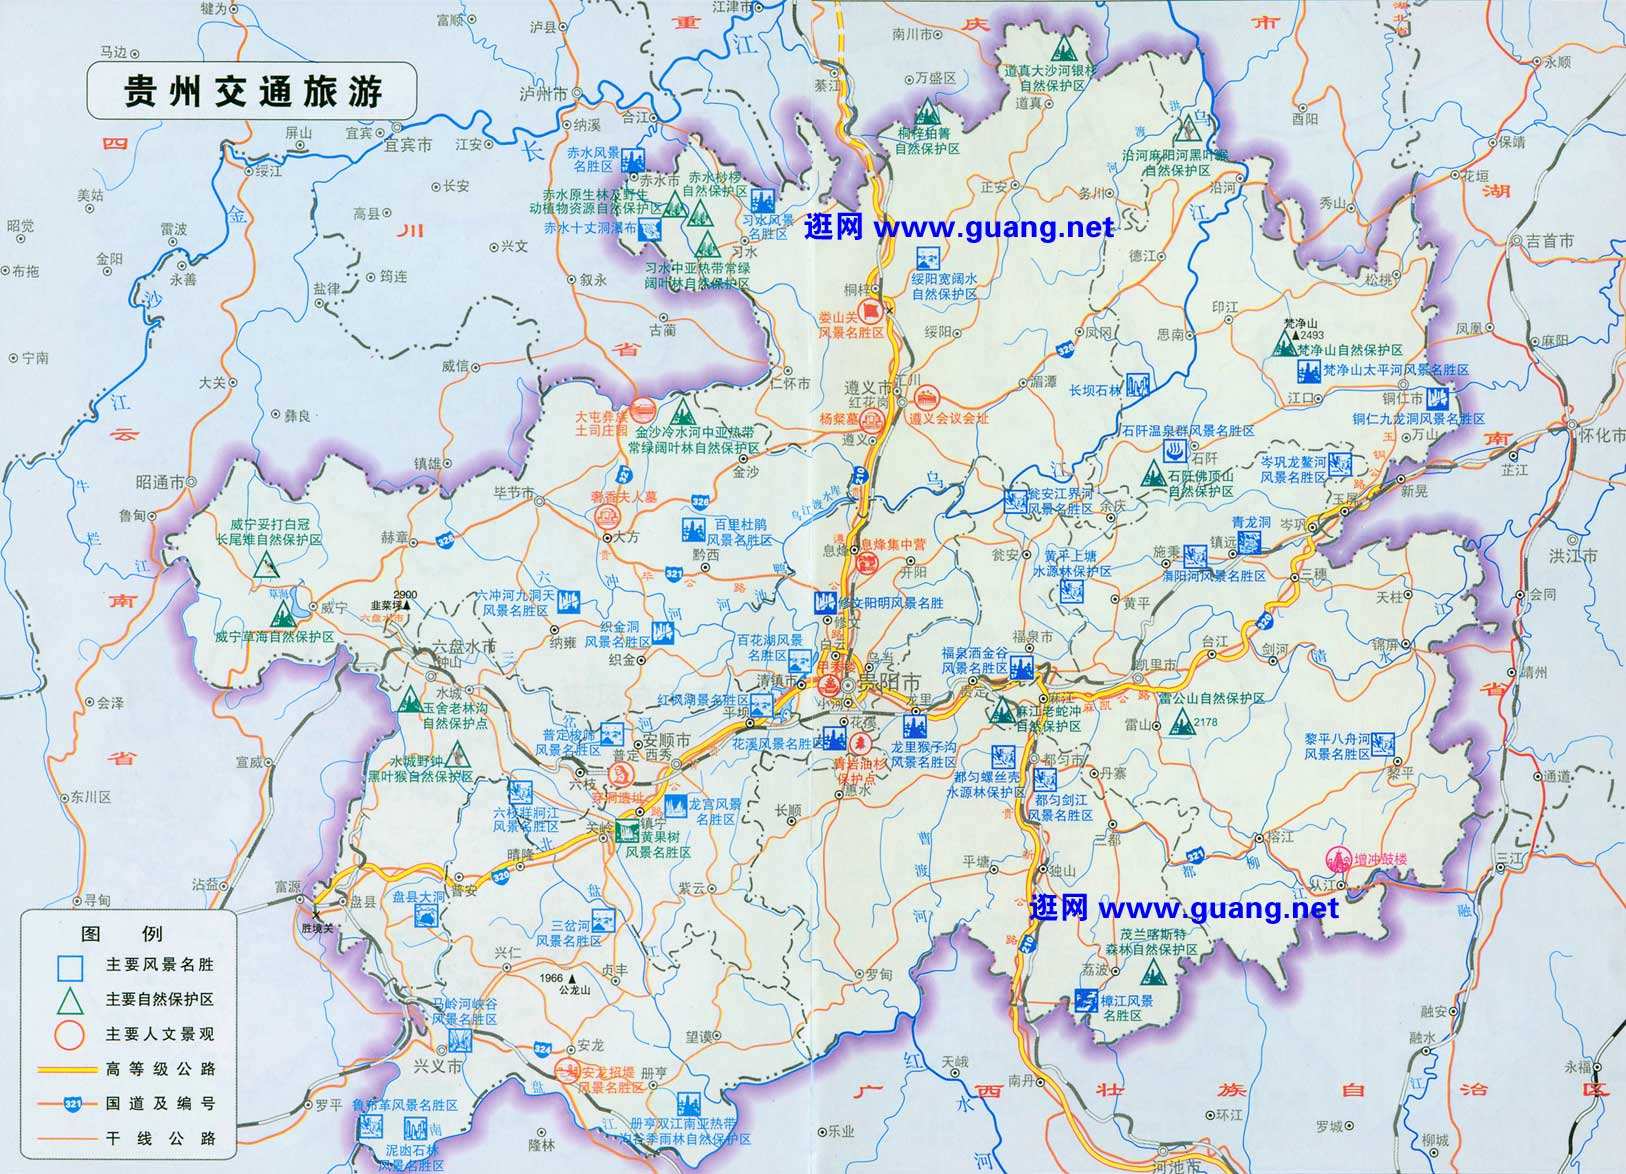 贵州交通旅游
犍为
马边
富顺
泸县
重
江津市
江
南川市
庆
市
湖北省
永顺
四
屏山
宜宾
宜宾市
江安
纳溪
泸州市
合江
长
綦江
万盛区
桐梓柏菁
自然保护区
道真大沙河银杉
自然保护区
道真
洪
渡
河
乌
沿河麻阳河黑叶猴
自然保护区
沿河
酉阳
保靖
花垣
湖
秀山
吉首市
绥江
美姑
昭觉
布拖
雷波
金阳
永善
金
沙
长安
高县
川
兴文
筠连
盐津
叙永
古蔺
赤水风景
名胜区
赤水市
赤水桫椤
自然保护区
赤水原生林及野生
动植物资源自然保护区
赤水十丈洞瀑布
习水风景
名胜区
习水
习水中亚热带常绿
阔叶林自然保护区
逛网 www.guang.net
正安
务川
江
德江
松桃
绥阳宽阔水
自然保护区
桐梓
娄山关
风景名胜区
绥阳
凤冈
326
湄潭
思南
印江
梵净山
2493
梵净山自然保护区
梵净山太平河风景名胜区
江口
铜仁市
铜仁九龙洞风景名胜区
万山
凤凰
麻阳
怀化市
芷江
南
宁南
大关
彝良
威信
省
仁怀市
遵义市
汇川
红花岗
遵义会议会址
杨粲墓
遵义
长坝石林
石阡温泉群风景名胜区
石阡
石阡佛顶山
自然保护区
岑巩龙鳌河
风景名胜区
玉
铜
公
路
玉屏
新晃
江
云
昭通市
鲁甸
牛
栏
江
镇雄
大屯彝族
土司庄园
金沙冷水河中亚热带
常绿阔叶林自然保护区
金沙
毕节市
321
326
奢香夫人墓
大方
百里杜鹃
风景名胜区
黔西
乌江渡水库
210
乌
江
瓮安江界河
风景名胜区
余庆
瓮安
黄平上塘
水源林保护区
黄平
施秉
青龙洞
镇远
㵲阳河风景名胜区
岑巩
三穗
天柱
洪江市
会同
威宁妥打白冠
长尾雉自然保护区
赫章
326
草海
威宁
威宁草海自然保护区
2900
韭菜坪
六盘水市
六盘水市
钟山
水城
六
冲
河
六冲河九洞天
风景名胜区
纳雍
织金洞
风景名胜区
织金
321
息烽
息烽集中营
开阳
修文阳明风景名胜
修文
白云
乌当
百花湖风景
名胜区
清镇市
甲秀楼
贵阳市
小河
花溪
花溪风景名胜区
青岩油杉
保护点
红枫湖景名胜区
平坝
龙里
龙里猴子沟
风景名胜区
贵定
福泉市
福泉洒金谷
风景名胜区
麻江
麻江老蛇冲
自然保护区
麻凯公路
凯里市
台江
320
剑河
清
水
江
锦屏
雷公山自然保护区
雷山
2178
靖州
省
南
省
会泽
宣威
东川区
玉舍老林沟
自然保护点
水城野钟
黑叶猴自然保护区
三
岔
河
普定梭筛
风景名胜区
普定
安顺市
西秀
六枝
穿洞遗址
六枝牂牁江
风景名胜区
龙宫风景
名胜区
关岭
镇宁
黄果树
风景名胜区
长顺
惠水
都匀螺丝壳
水源林保护区
都匀市
都匀剑江
风景名胜区
丹寨
三都
黎平八舟河
风景名胜区
黎平
通道
榕江
321
都
柳
江
增冲鼓楼
从江
三江
融
寻甸
沾益
富源
胜境关
盘县
盘县大洞
普安
晴隆
320
北
盘
江
紫云
三岔河
风景名胜区
兴仁
1966
公龙山
贞丰
望谟
罗甸
平塘
曹
渡
河
独山
210
逛网 www.guang.net
茂兰喀斯特
森林自然保护区
荔波
樟江风景
名胜区
融安
融水
江
马岭河峡谷
风景名胜区
兴义市
324
安龙
安龙招堤
风景名胜区
册亨
册亨双江南亚热带
沟谷季雨林自然保护区
罗平
鲁布革风景名胜区
泥凼石林
风景名胜区
南
盘
江
隆林
乐业
红
水
河
天峨
南丹
河池市
环江
罗城
柳城
永福
广西壮族自治区
图 例
主要风景名胜
主要自然保护区
主要人文景观
高等级公路
321 国道及编号
干线公路